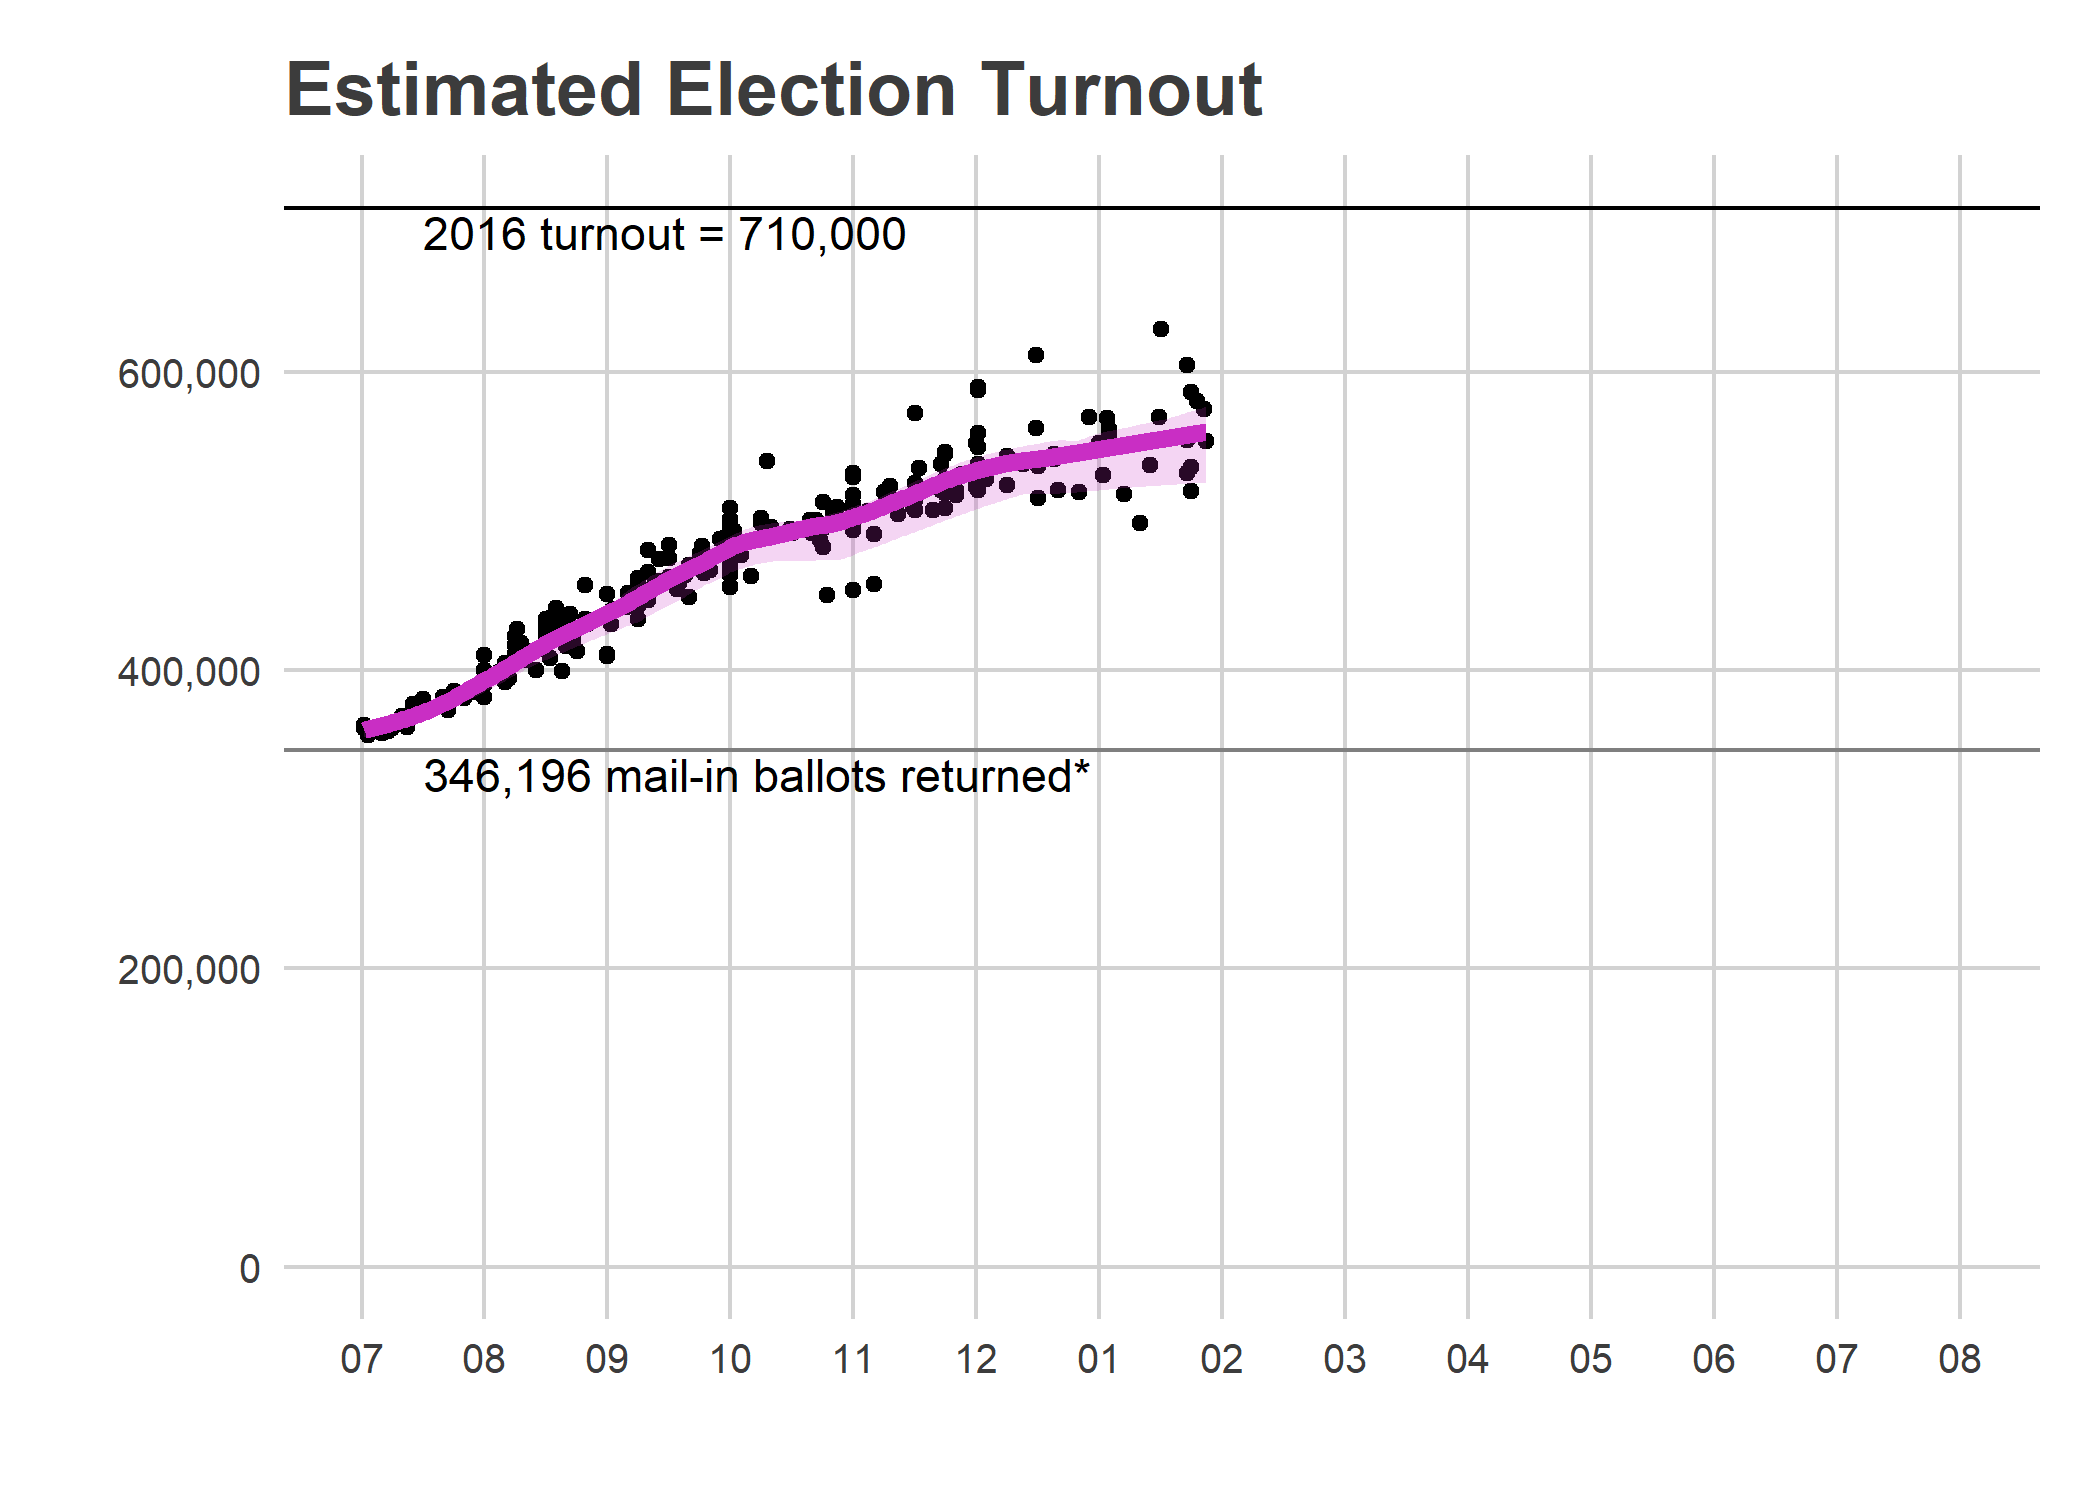 Estimated Election Turnout
2016 turnout = 710,000
600,000
400,000
346,196 mail-in ballots returned*
200,000
0
07 08 09 10 11 12 01 02 03 04 05 06 07 08